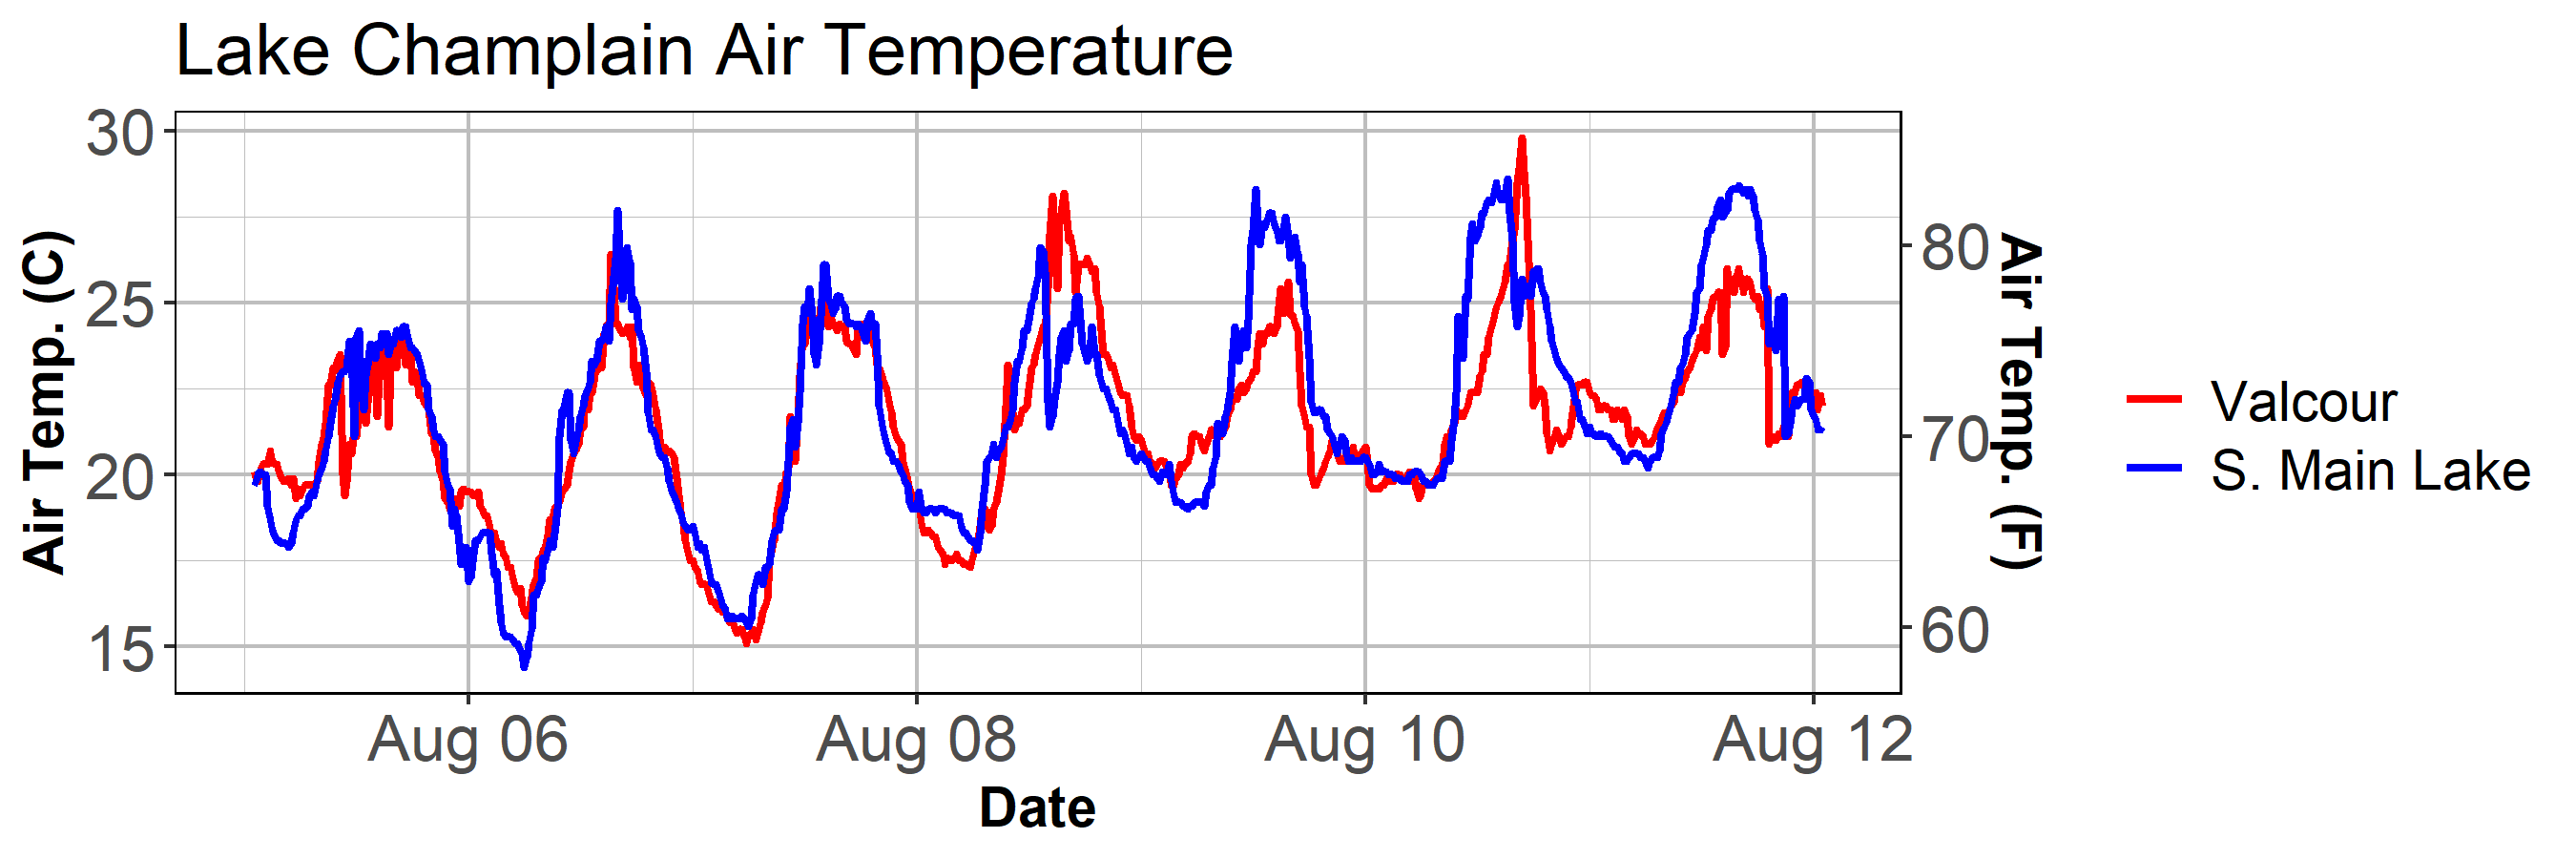 Lake Champlain Air Temperature
Air Temp. (C)
30
25
20
15
80
70
60
Air Temp. (F)
Aug 06
Aug 08
Aug 10
Aug 12
Date
Valcour
S. Main Lake